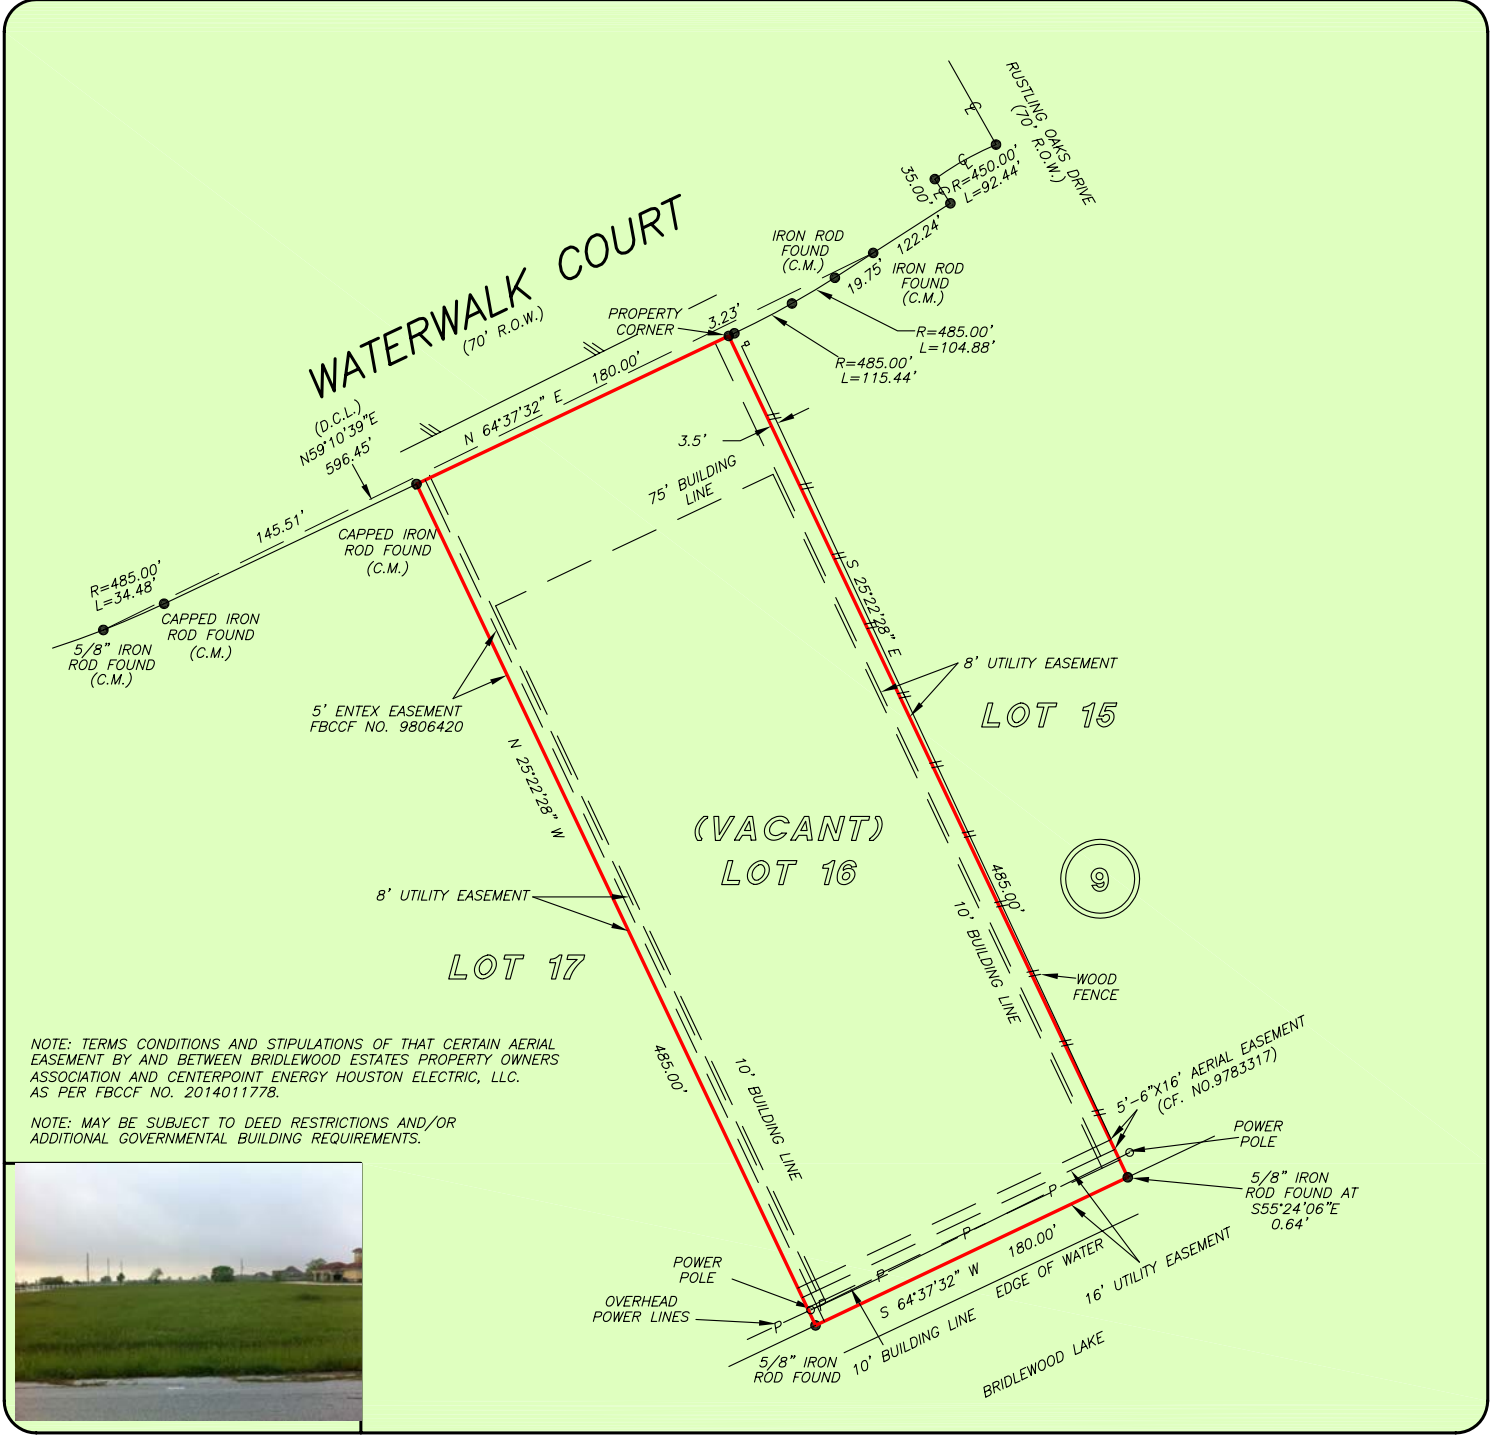 RUSTLING OAKS DRIVE
(70' R.O.W.)
35.00'
R=450.00'
L=92.44'
WATERWALK COURT
(70' R.O.W.)
IRON ROD
FOUND
(C.M.)
122.24'
19.75'
IRON ROD
FOUND
(C.M.)
PROPERTY
CORNER
3.23'
R=485.00'
L=104.88'
R=485.00'
L=115.44'
N 64°37'32" E
180.00'
(D.C.L.)
N59°10'39"E
596.45'
3.5'
75' BUILDING
LINE
145.51'
CAPPED IRON
ROD FOUND
(C.M.)
R=485.00'
L=34.48'
CAPPED IRON
ROD FOUND
(C.M.)
5/8" IRON
ROD FOUND
(C.M.)
S 25°22'28" E
8' UTILITY EASEMENT
LOT 15
5' ENTEX EASEMENT
FBCCF NO. 9806420
N 25°22'28" W
(VACANT)
LOT 16
9
485.00'
8' UTILITY EASEMENT
10' BUILDING LINE
LOT 17
WOOD
FENCE
NOTE: TERMS CONDITIONS AND STIPULATIONS OF THAT CERTAIN AERIAL
EASEMENT BY AND BETWEEN BRIDLEWOOD ESTATES PROPERTY OWNERS
ASSOCIATION AND CENTERPOINT ENERGY HOUSTON ELECTRIC, LLC.
AS PER FBCCF NO. 2014011778.
NOTE: MAY BE SUBJECT TO DEED RESTRICTIONS AND/OR
ADDITIONAL GOVERNMENTAL BUILDING REQUIREMENTS.
485.00'
10' BUILDING LINE
5'-6"X16' AERIAL EASEMENT
(CF. NO.9783317)
POWER
POLE
5/8" IRON
ROD FOUND AT
S55°24'06"E
0.64'
POWER
POLE
OVERHEAD
POWER LINES
P
P
P
P
P
S 64°37'32" W
180.00'
EDGE OF WATER
16' UTILITY EASEMENT
10' BUILDING LINE
5/8" IRON
ROD FOUND
BRIDLEWOOD LAKE